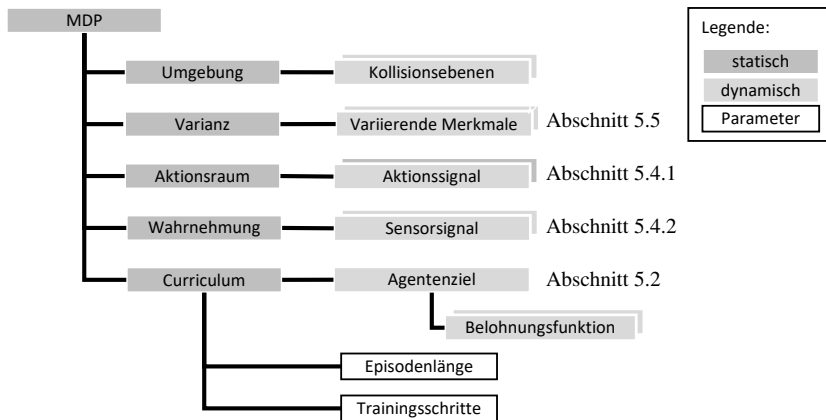 MDP
Legende:
statisch
dynamisch
Parameter
Umgebung Kollisionsebenen
Varianz Variierende Merkmale Abschnitt 5.5
Aktionsraum Aktionssignal Abschnitt 5.4.1
Wahrnehmung Sensorsignal Abschnitt 5.4.2
Curriculum Agentenziel Abschnitt 5.2
Belohnungsfunktion
Episodenlänge
Trainingsschritte